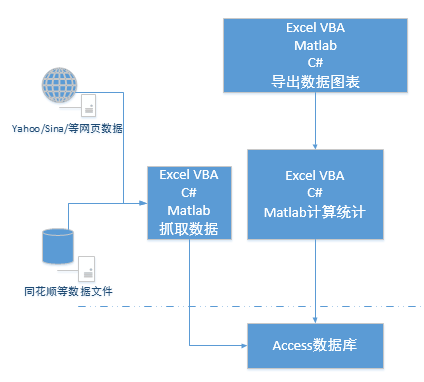 Excel VBA
Matlab
C#
导出数据图表
Yahoo/Sina/等网页数据
Excel VBA
C#
Matlab
抓取数据
Excel VBA
C#
Matlab计算统计
同花顺等数据文件
Access数据库